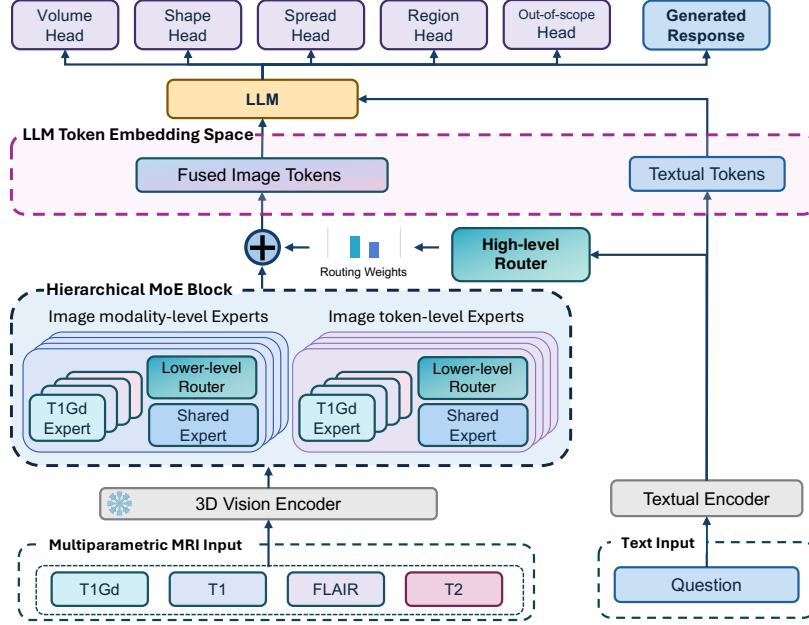 Volume Head
Shape Head
Spread Head
Region Head
Out-of-scope Head
Generated Response
LLM
LLM Token Embedding Space
Fused Image Tokens
Textual Tokens
High-level Router
Routing Weights
Hierarchical MoE Block
Image modality-level Experts
Image token-level Experts
Lower-level Router
T1Gd Expert
Shared Expert
Lower-level Router
T1Gd Expert
Shared Expert
3D Vision Encoder
Textual Encoder
Multiparametric MRI Input
Text Input
T1Gd
T1
FLAIR
T2
Question